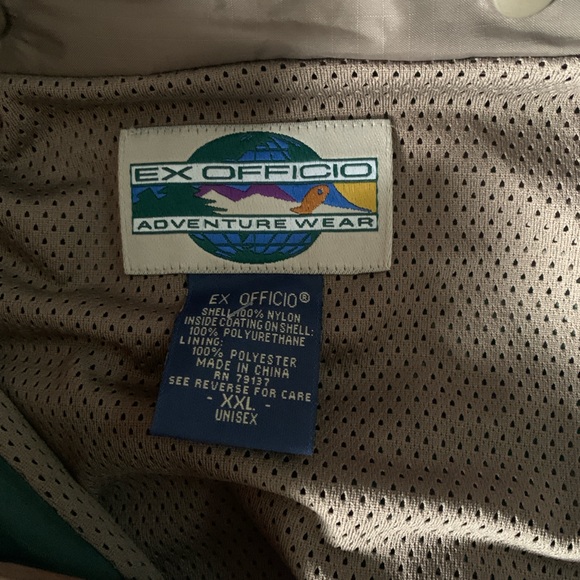 EX OFFICIO
ADVENTURE WEAR
EX OFFICIO®
SHELL: 100% NYLON
INSIDE COATING ON SHELL:
100% POLYURETHANE
LINING:
100% POLYESTER
MADE IN CHINA
RN 79137
SEE REVERSE FOR CARE
- XXL -
UNISEX